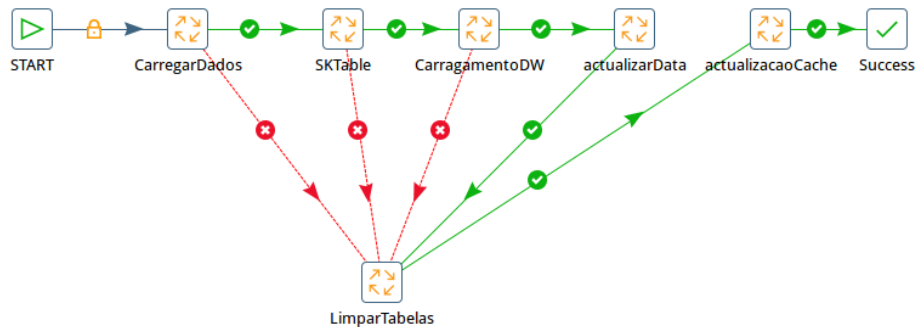 START
CarregarDados
SKTable
CarragamentoDW
actualizarData
actualizacaoCache
Success
LimparTabelas